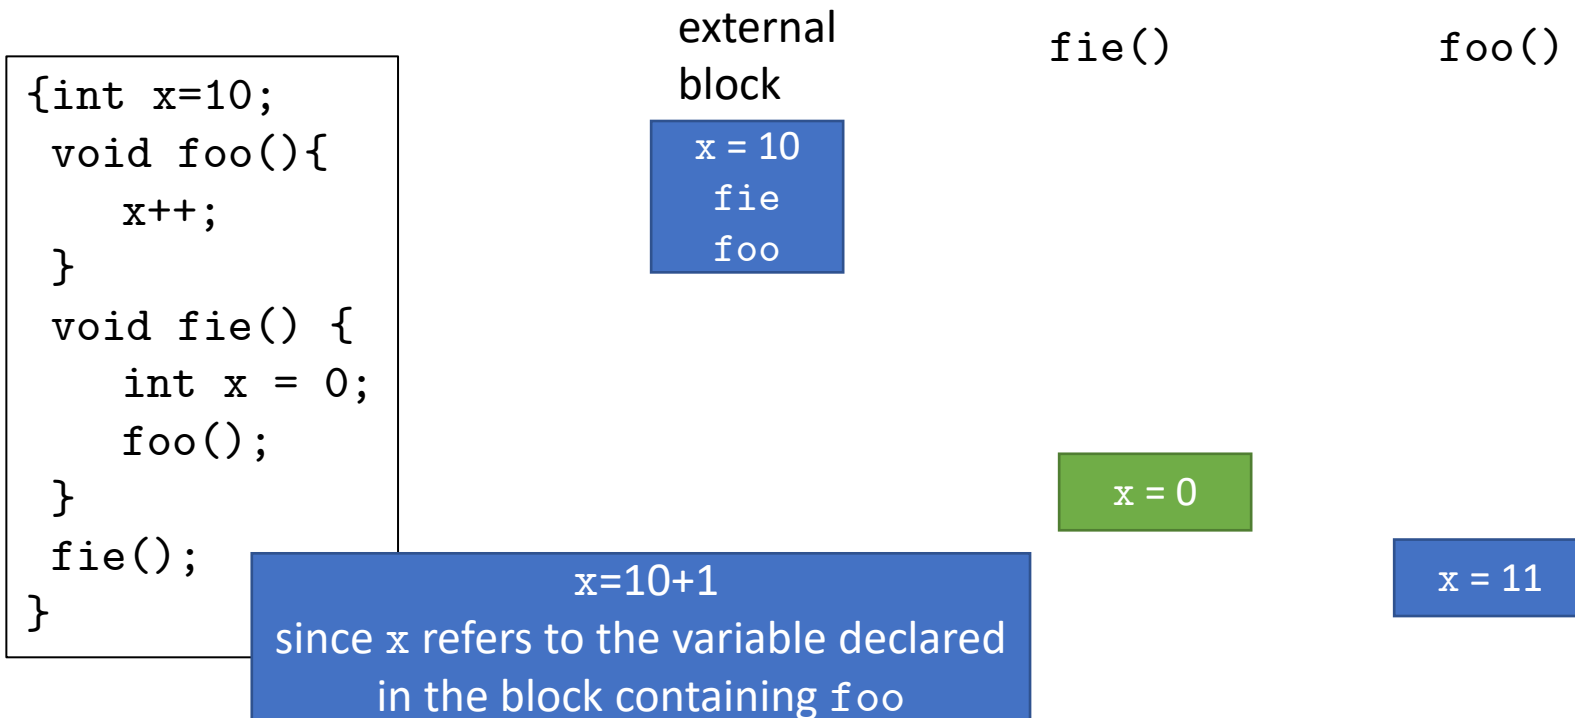 {int x=10;
void foo(){
x++;
}
void fie() {
int x = 0;
foo();
}
fie();
}
external
block
x = 10
fie
foo
fie()
x = 0
foo()
x = 11
x=10+1
since x refers to the variable declared
in the block containing foo